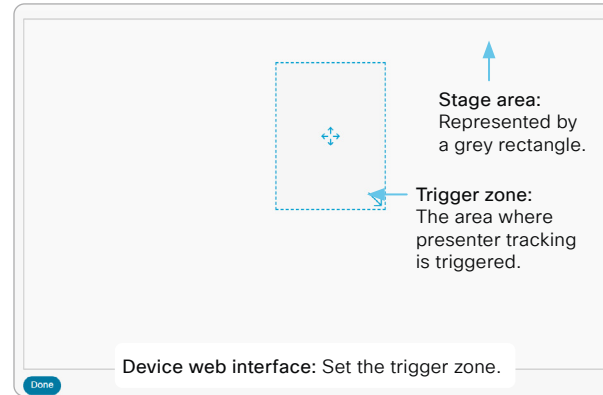 Stage area:
Represented by
a grey rectangle.
Trigger zone:
The area where
presenter tracking
is triggered.
Device web interface: Set the trigger zone.
Done